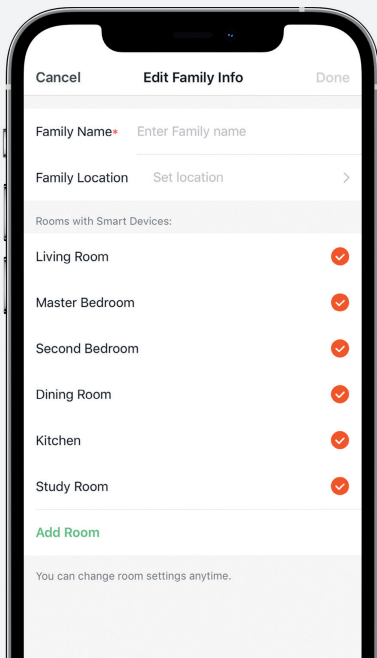 Cancel Edit Family Info Done
Family Name* Enter Family name
Family Location Set location
Rooms with Smart Devices:
Living Room
Master Bedroom
Second Bedroom
Dining Room
Kitchen
Study Room
Add Room
You can change room settings anytime.